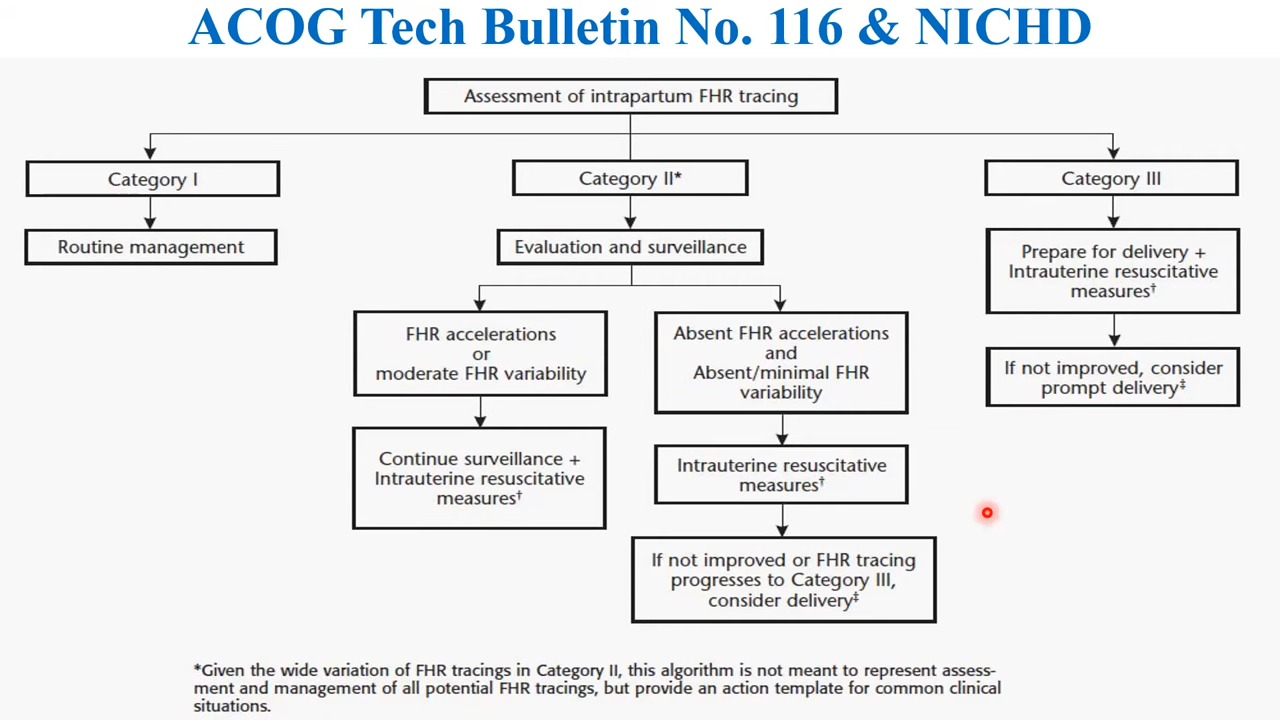 ACOG Tech Bulletin No. 116 & NICHD
Assessment of intrapartum FHR tracing
Category I
Category II*
Category III
Routine management
Evaluation and surveillance
Prepare for delivery +
Intrauterine resuscitative
measures†
FHR accelerations
or
moderate FHR variability
Absent FHR accelerations
and
Absent/minimal FHR
variability
If not improved, consider
prompt delivery‡
Continue surveillance +
Intrauterine resuscitative
measures†
Intrauterine resuscitative
measures†
If not improved or FHR tracing
progresses to Category III,
consider delivery‡
*Given the wide variation of FHR tracings in Category II, this algorithm is not meant to represent assess-
ment and management of all potential FHR tracings, but provide an action template for common clinical
situations.